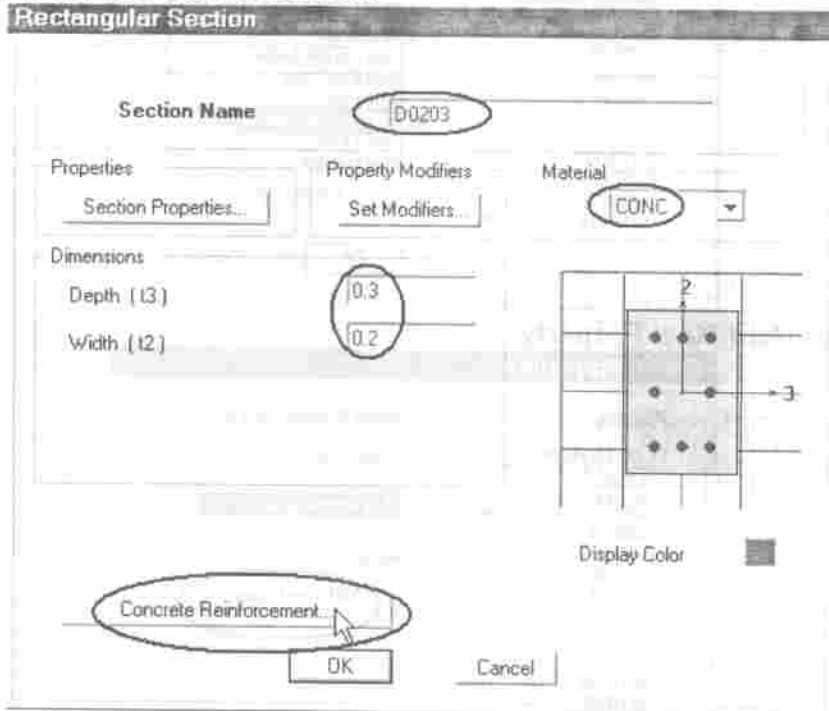 Rectangular Section
Section Name D0203
Properties Property Modifiers Material
Section Properties... Set Modifiers... CONC
Dimensions
Depth ( t3 ) 0.3
Width ( t2 ) 0.2
2
3
Display Color
Concrete Reinforcement...
OK Cancel